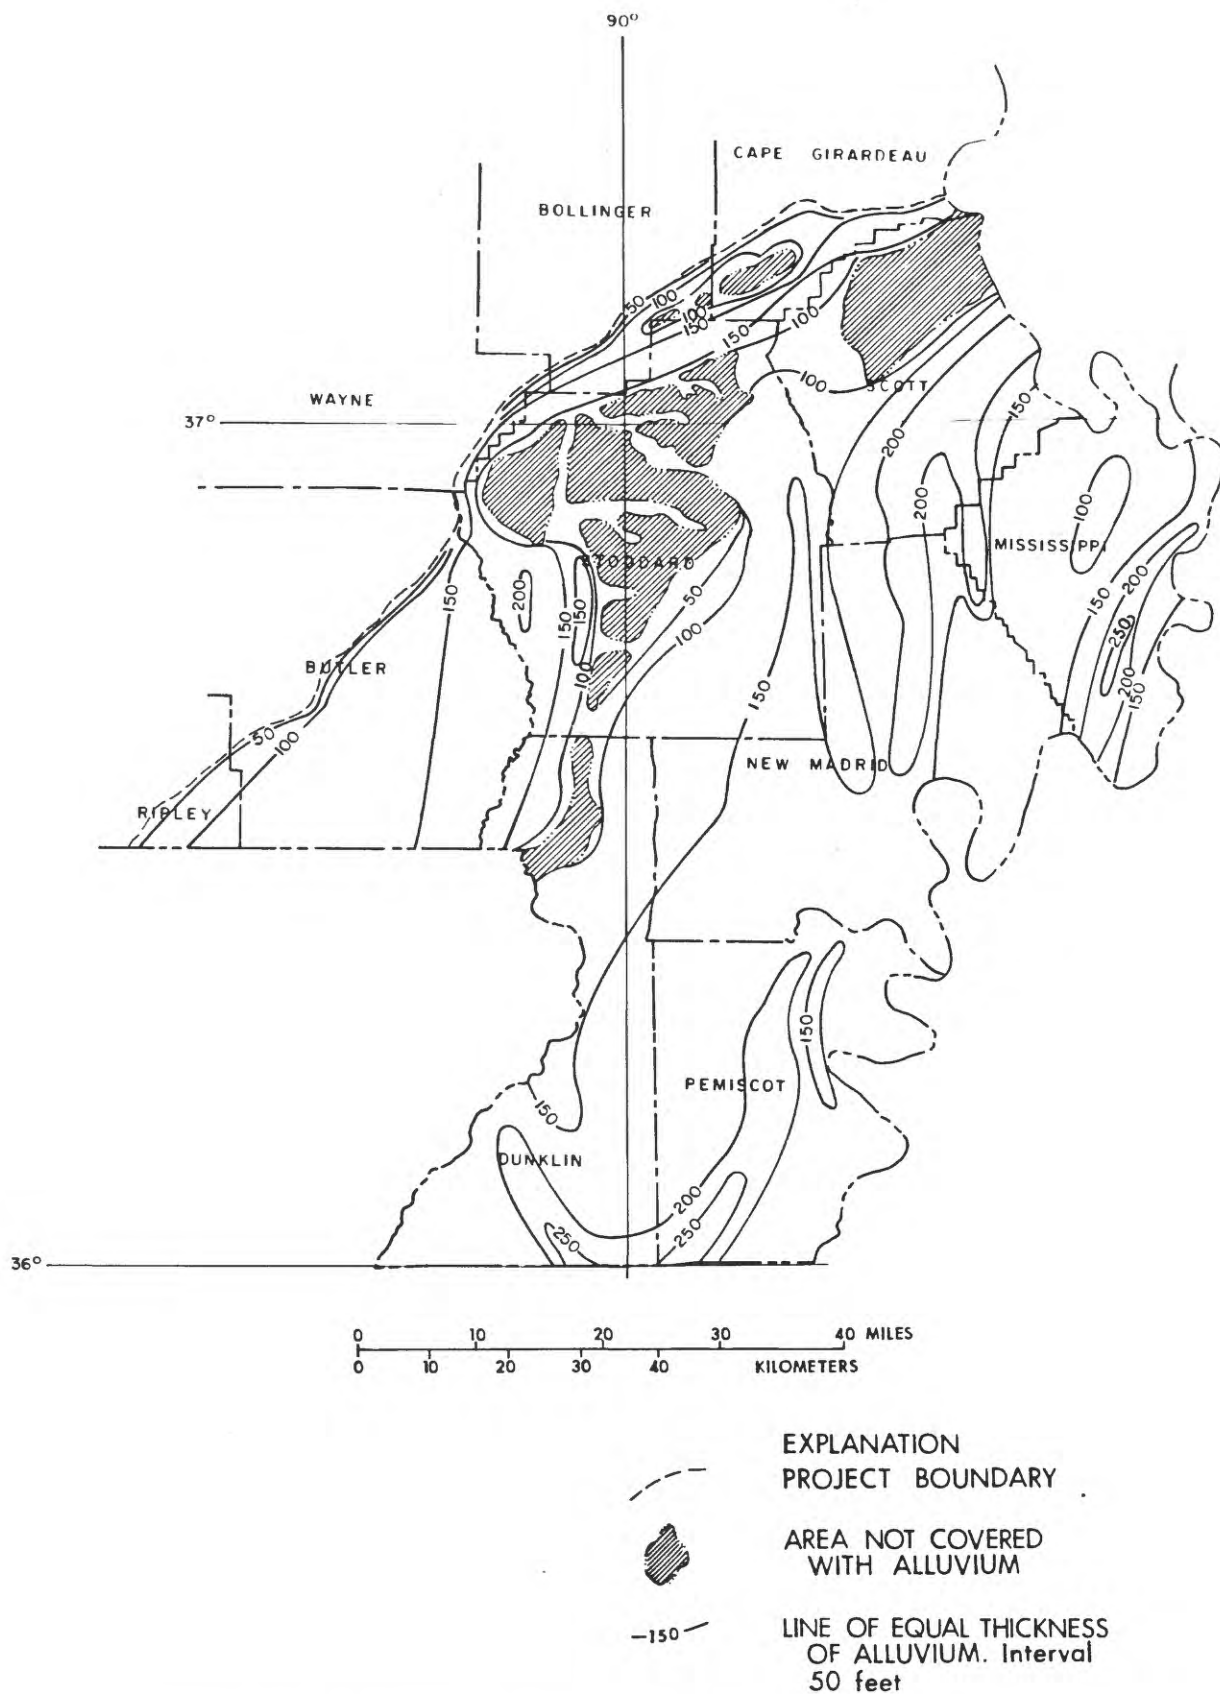 90°
CAPE GIRARDEAU
BOLLINGER
50
100
100
150
150
100
WAYNE
37°
100
SCOTT
200
150
200
100
MISSISSIPPI
STODDARD
150
200
150
150
50
100
100
150
200
250
200
150
BUTLER
150
50
100
NEW MADRID
RIPLEY
150
PEMISCOT
150
DUNKLIN
200
250
250
36°
0 10 20 30 40 MILES
0 10 20 30 40 KILOMETERS
EXPLANATION
PROJECT BOUNDARY
AREA NOT COVERED
WITH ALLUVIUM
-150 LINE OF EQUAL THICKNESS
OF ALLUVIUM. Interval
50 feet